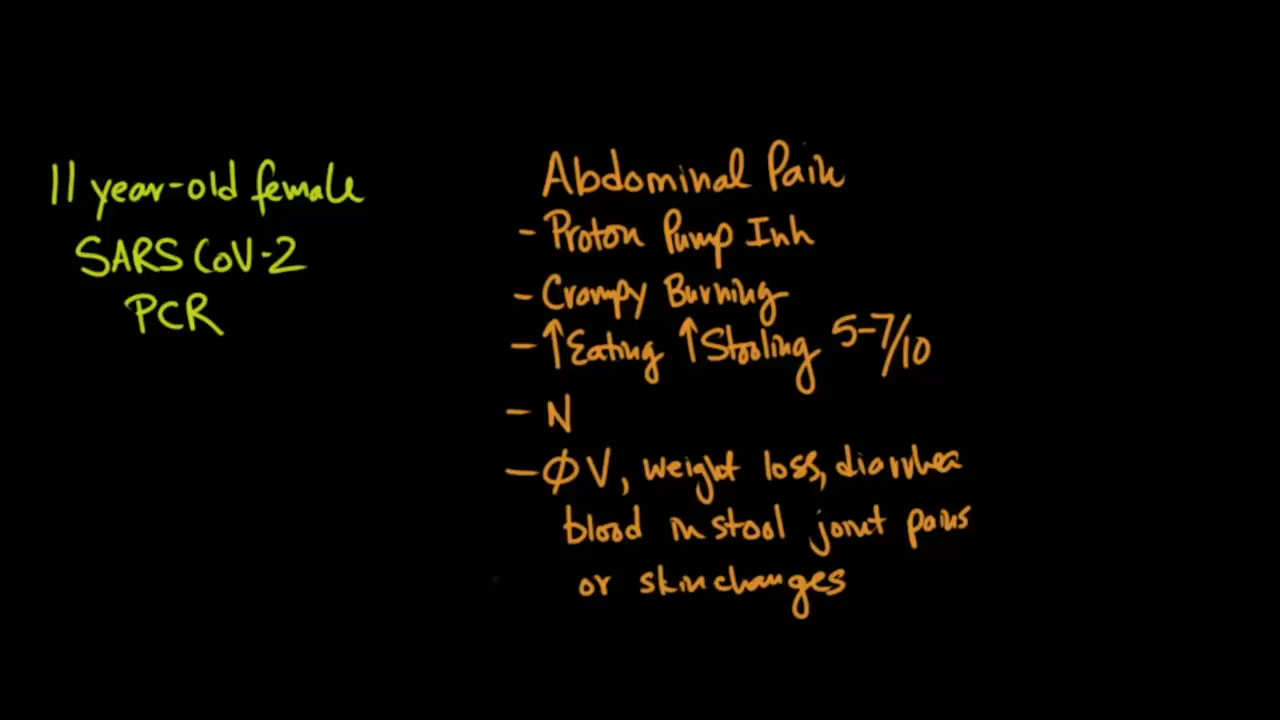 11 year-old female
SARS CoV-2
PCR
Abdominal Pain
- Proton Pump Inh
- Crampy Burning
- ↑Eating ↑Stooling 5-7/10
- N
- ∅ V, weight loss, diarrhea
blood in stool joint pains
or skin changes